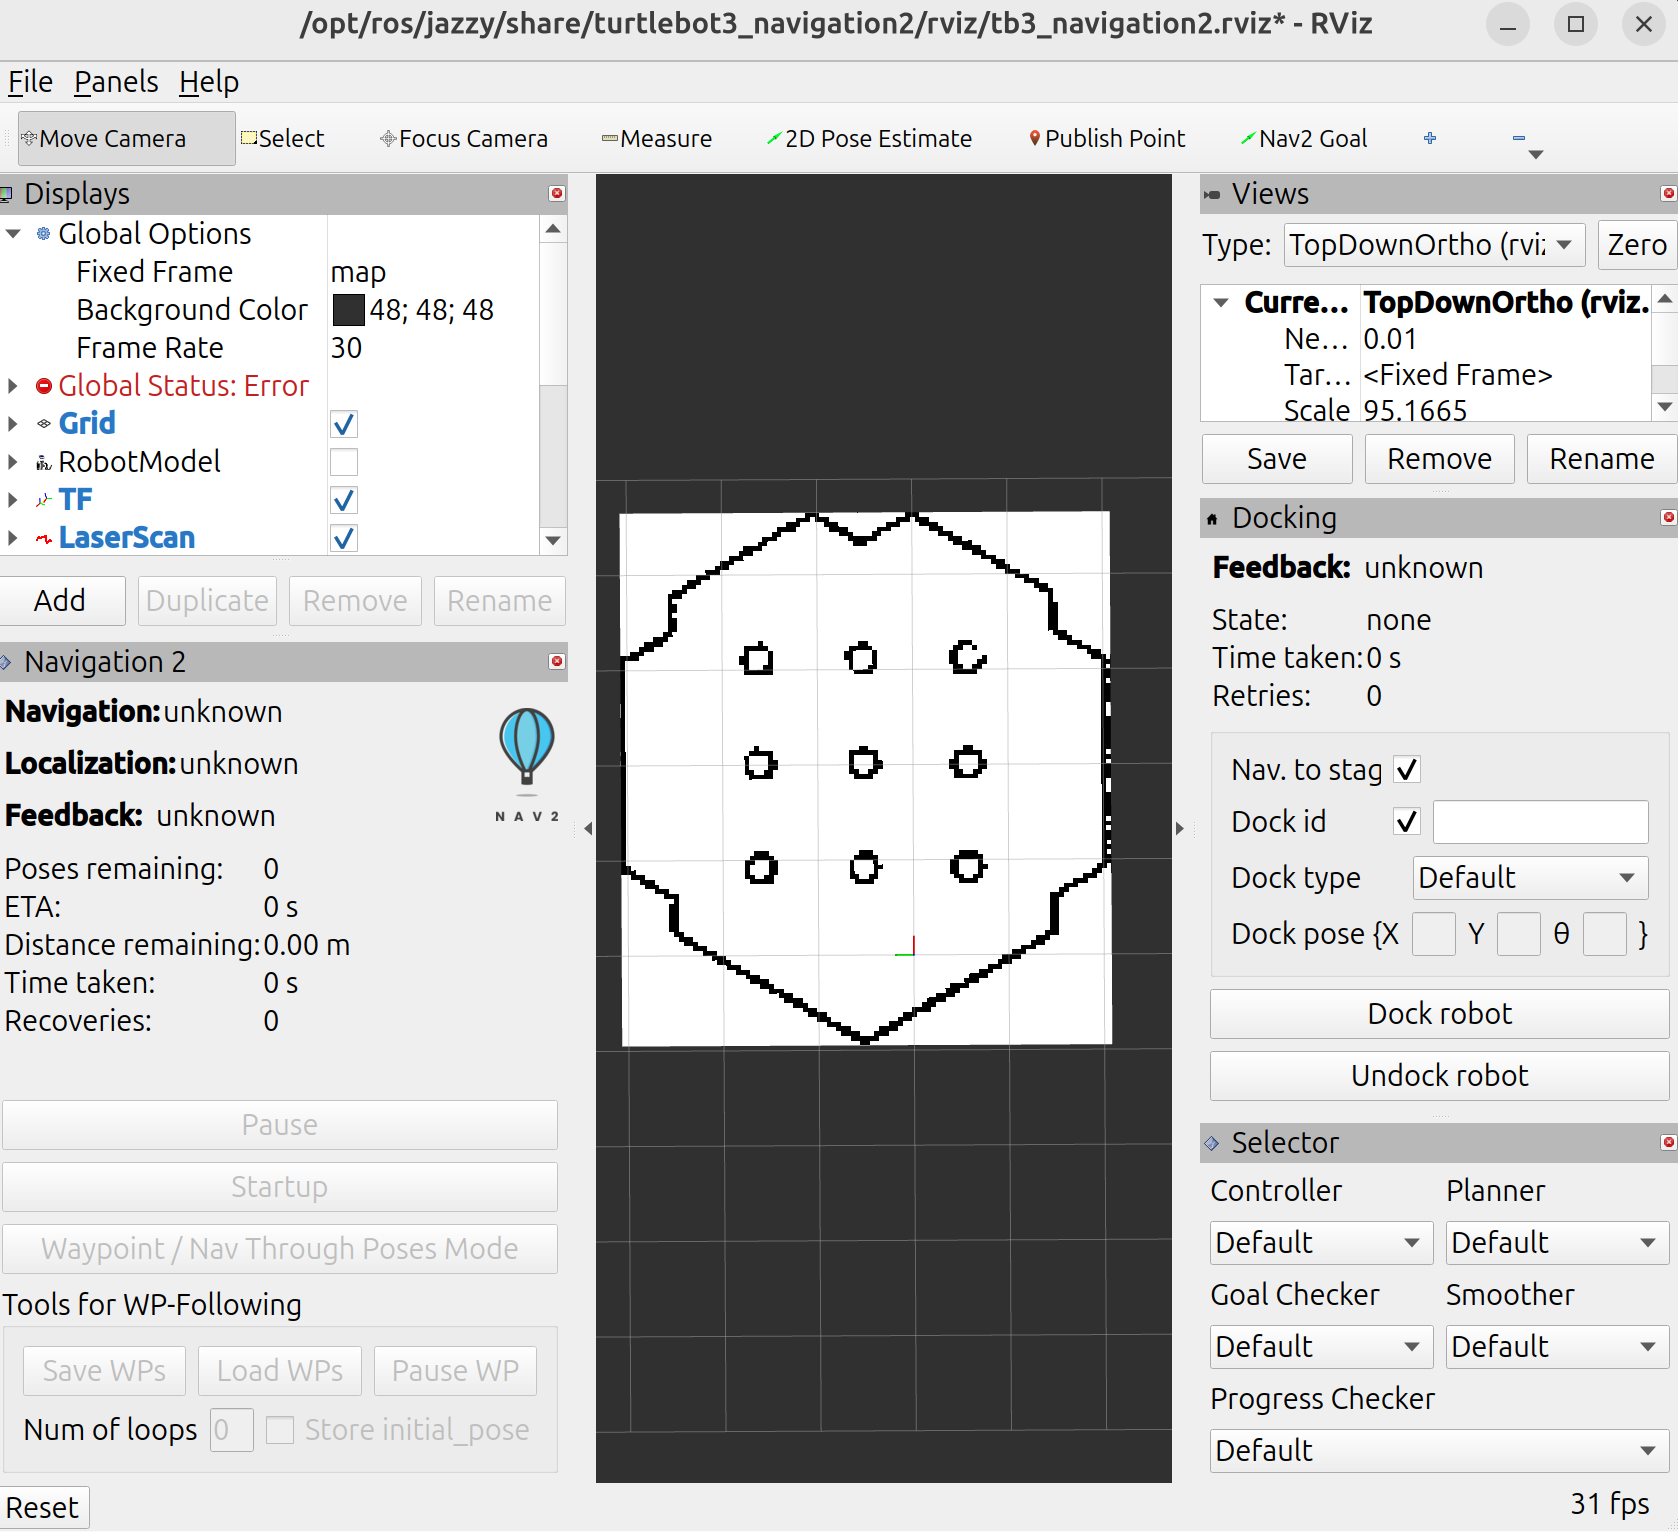 /opt/ros/jazzy/share/turtlebot3_navigation2/rviz/tb3_navigation2.rviz* - RViz
File Panels Help
Move Camera Select Focus Camera Measure 2D Pose Estimate Publish Point Nav2 Goal
Displays
Global Options
Fixed Frame map
Background Color 48; 48; 48
Frame Rate 30
Global Status: Error
Grid
RobotModel
TF
LaserScan
Add Duplicate Remove Rename
Navigation 2
Navigation: unknown
Localization: unknown
Feedback: unknown
NAV2
Poses remaining: 0
ETA: 0 s
Distance remaining: 0.00 m
Time taken: 0 s
Recoveries: 0
Pause
Startup
Waypoint / Nav Through Poses Mode
Tools for WP-Following
Save WPs Load WPs Pause WP
Num of loops 0 Store initial_pose
Reset
Views
Type: TopDownOrtho (rviz Zero
Curre... TopDownOrtho (rviz.
Ne... 0.01
Tar... <Fixed Frame>
Scale 95.1665
Save Remove Rename
Docking
Feedback: unknown
State: none
Time taken: 0 s
Retries: 0
Nav. to stag
Dock id
Dock type Default
Dock pose {X Y θ }
Dock robot
Undock robot
Selector
Controller Planner
Default Default
Goal Checker Smoother
Default Default
Progress Checker
Default
31 fps